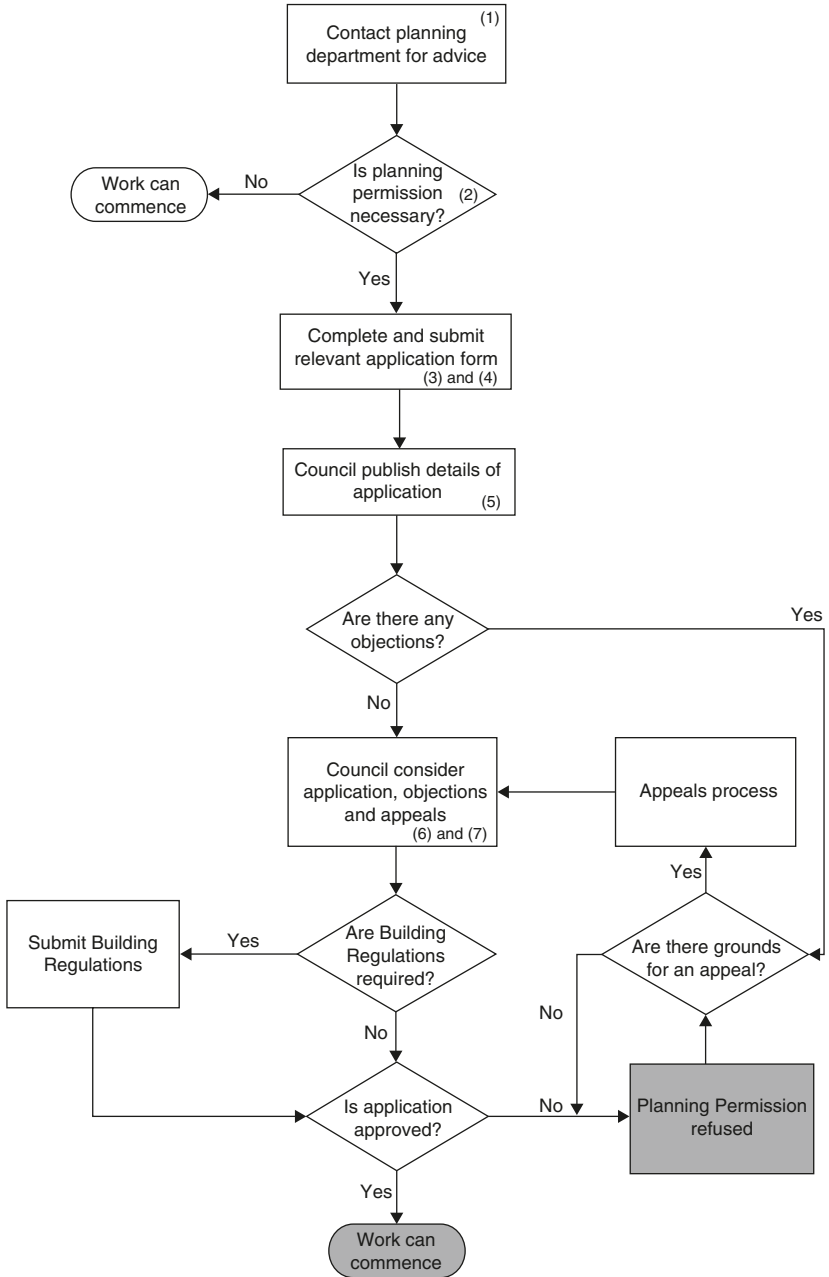 (1)
Contact planning
department for advice
Is planning
permission
necessary?
(2)
No
Work can
commence
Yes
Complete and submit
relevant application form
(3) and (4)
Council publish details of
application
(5)
Are there any
objections?
Yes
No
Council consider
application, objections
and appeals
(6) and (7)
Appeals process
Yes
Are there grounds
for an appeal?
No
Are Building
Regulations
required?
Yes
Submit Building
Regulations
No
Is application
approved?
No
Planning Permission
refused
Yes
Work can
commence